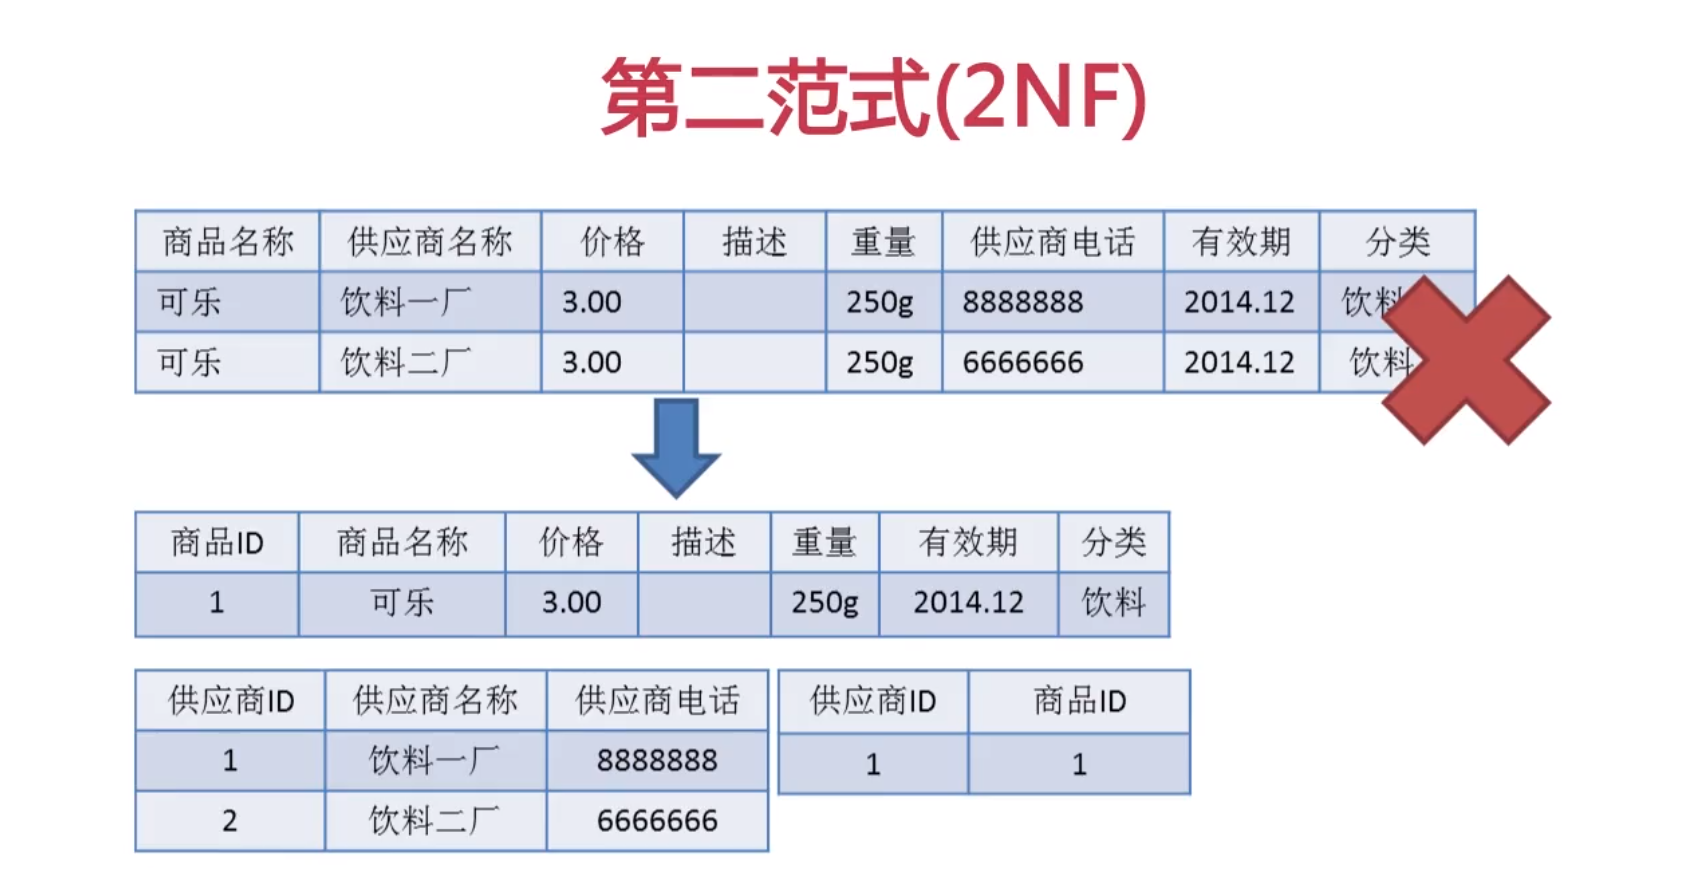 第二范式(2NF)
商品名称 供应商名称 价格 描述 重量 供应商电话 有效期 分类
可乐 饮料一厂 3.00 250g 8888888 2014.12 饮料
可乐 饮料二厂 3.00 250g 6666666 2014.12 饮料
商品ID 商品名称 价格 描述 重量 有效期 分类
1 可乐 3.00 250g 2014.12 饮料
供应商ID 供应商名称 供应商电话
1 饮料一厂 8888888
2 饮料二厂 6666666
供应商ID 商品ID
1 1